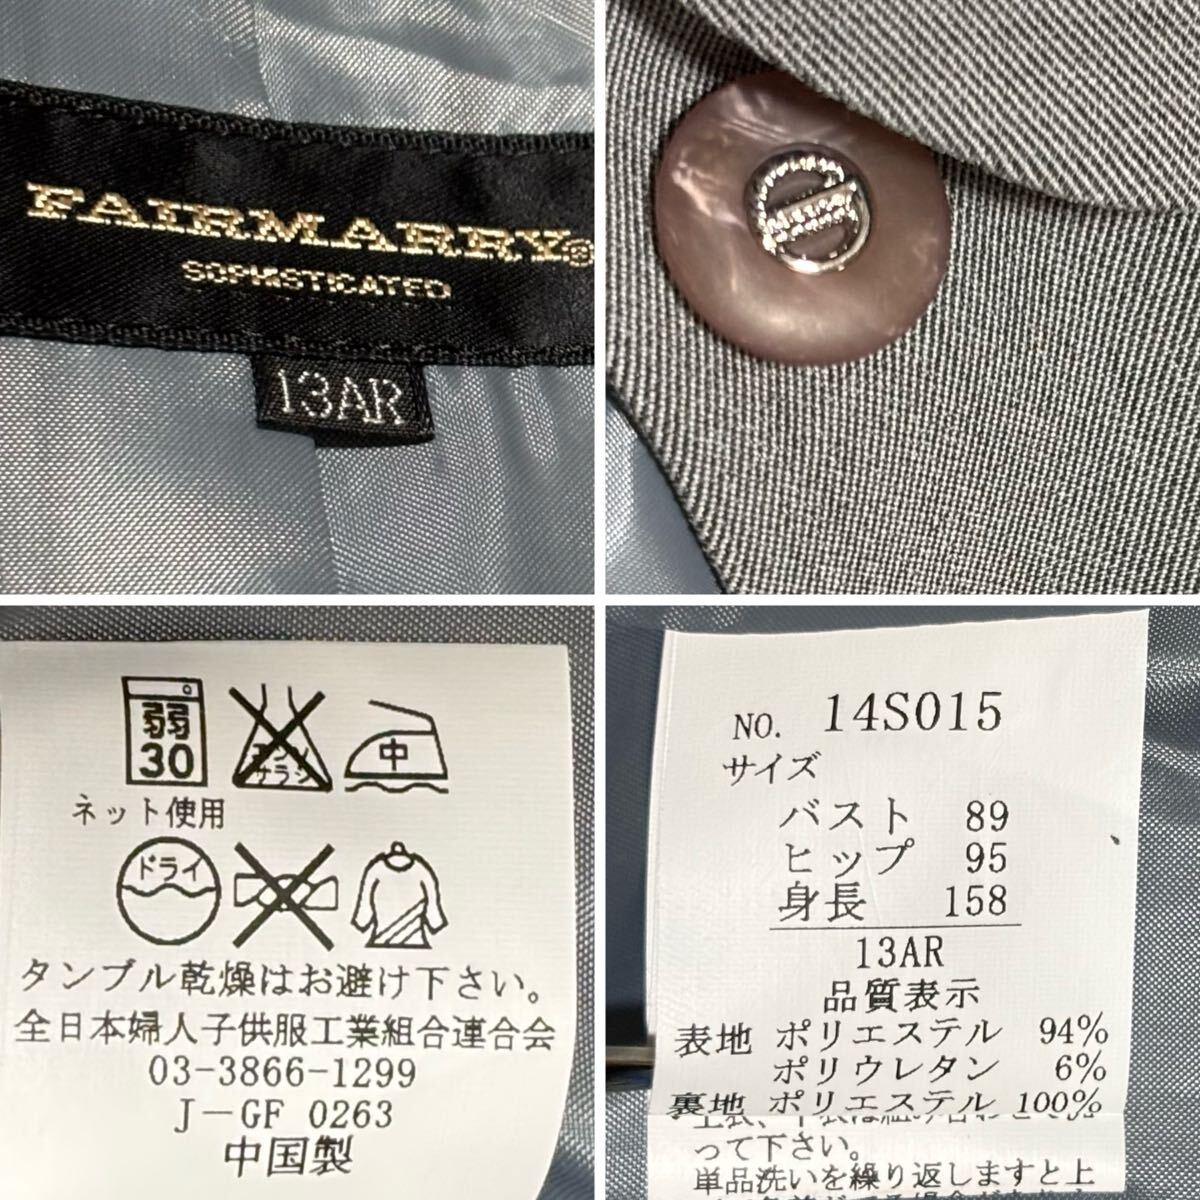 FAIRMARRY®
SOPHISTICATED
13AR
弱
30
エンソ
サラシ
中
ネット使用
ドライ
タンブル乾燥はお避け下さい。
全日本婦人子供服工業組合連合会
03-3866-1299
J-GF 0263
中国製
NO. 14S015
サイズ
バスト 89
ヒップ 95
身長 158
13AR
品質表示
表地 ポリエステル 94%
ポリウレタン 6%
裏地 ポリエステル 100%
って下さい。
単品洗いを繰り返しますと上